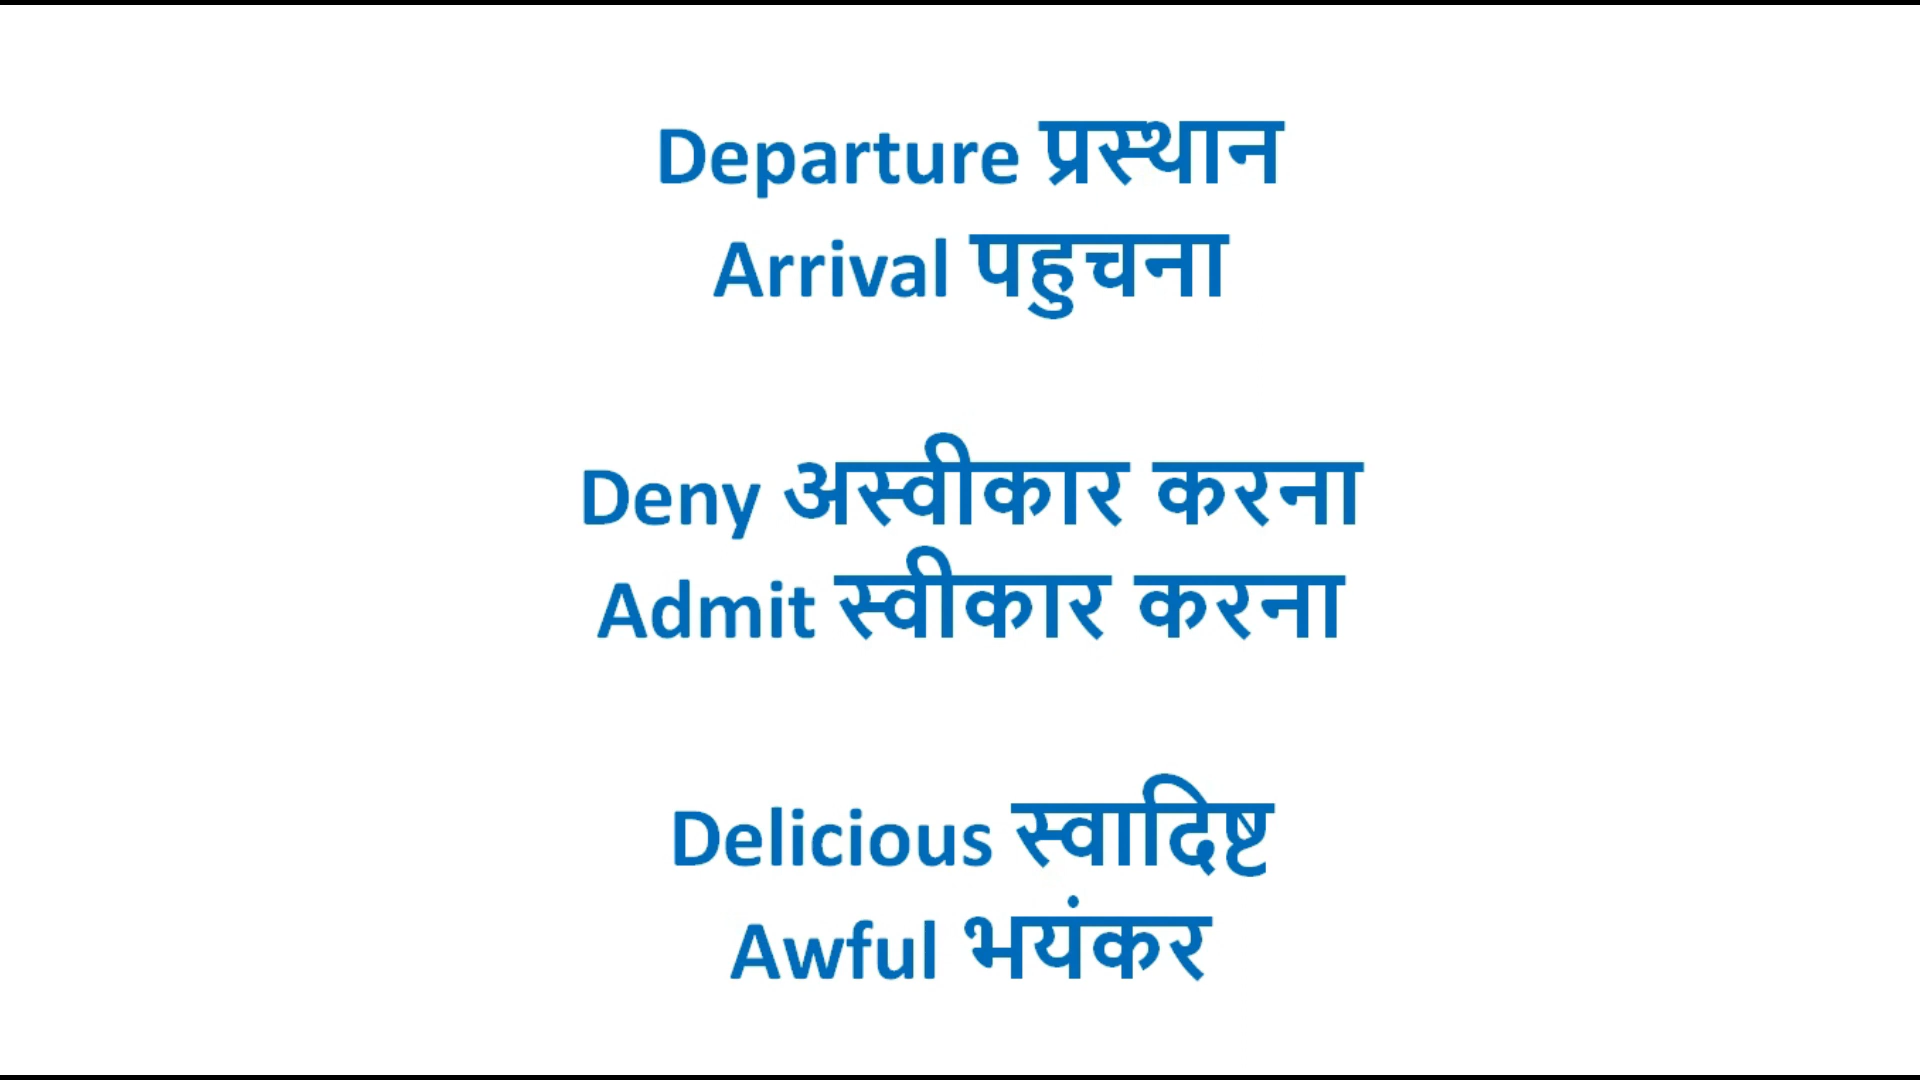 Departure प्रस्थान
Arrival पहुचना
Deny अस्वीकार करना
Admit स्वीकार करना
Delicious स्वादिष्ट
Awful भयंकर